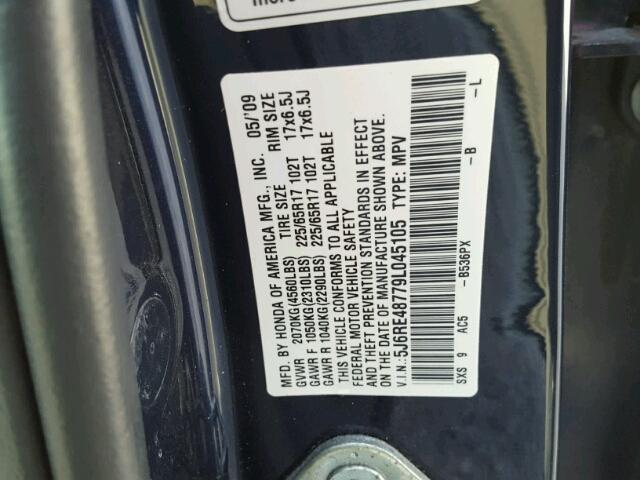 MFD. BY HONDA OF AMERICA MFG., INC. 05/'09
TIRE SIZE RIM SIZE
GVWR 2070KG(4560LBS)
GAWR F 1050KG(2310LBS) 225/65R17 102T 17x6.5J
GAWR R 1040KG(2290LBS) 225/65R17 102T 17x6.5J
THIS VEHICLE CONFORMS TO ALL APPLICABLE
FEDERAL MOTOR VEHICLE SAFETY
AND THEFT PREVENTION STANDARDS IN EFFECT
ON THE DATE OF MANUFACTURE SHOWN ABOVE.
V.I.N.: 5J6RE48779L045105 TYPE: MPV
SXS 9 AC5 - B536PX -B -L